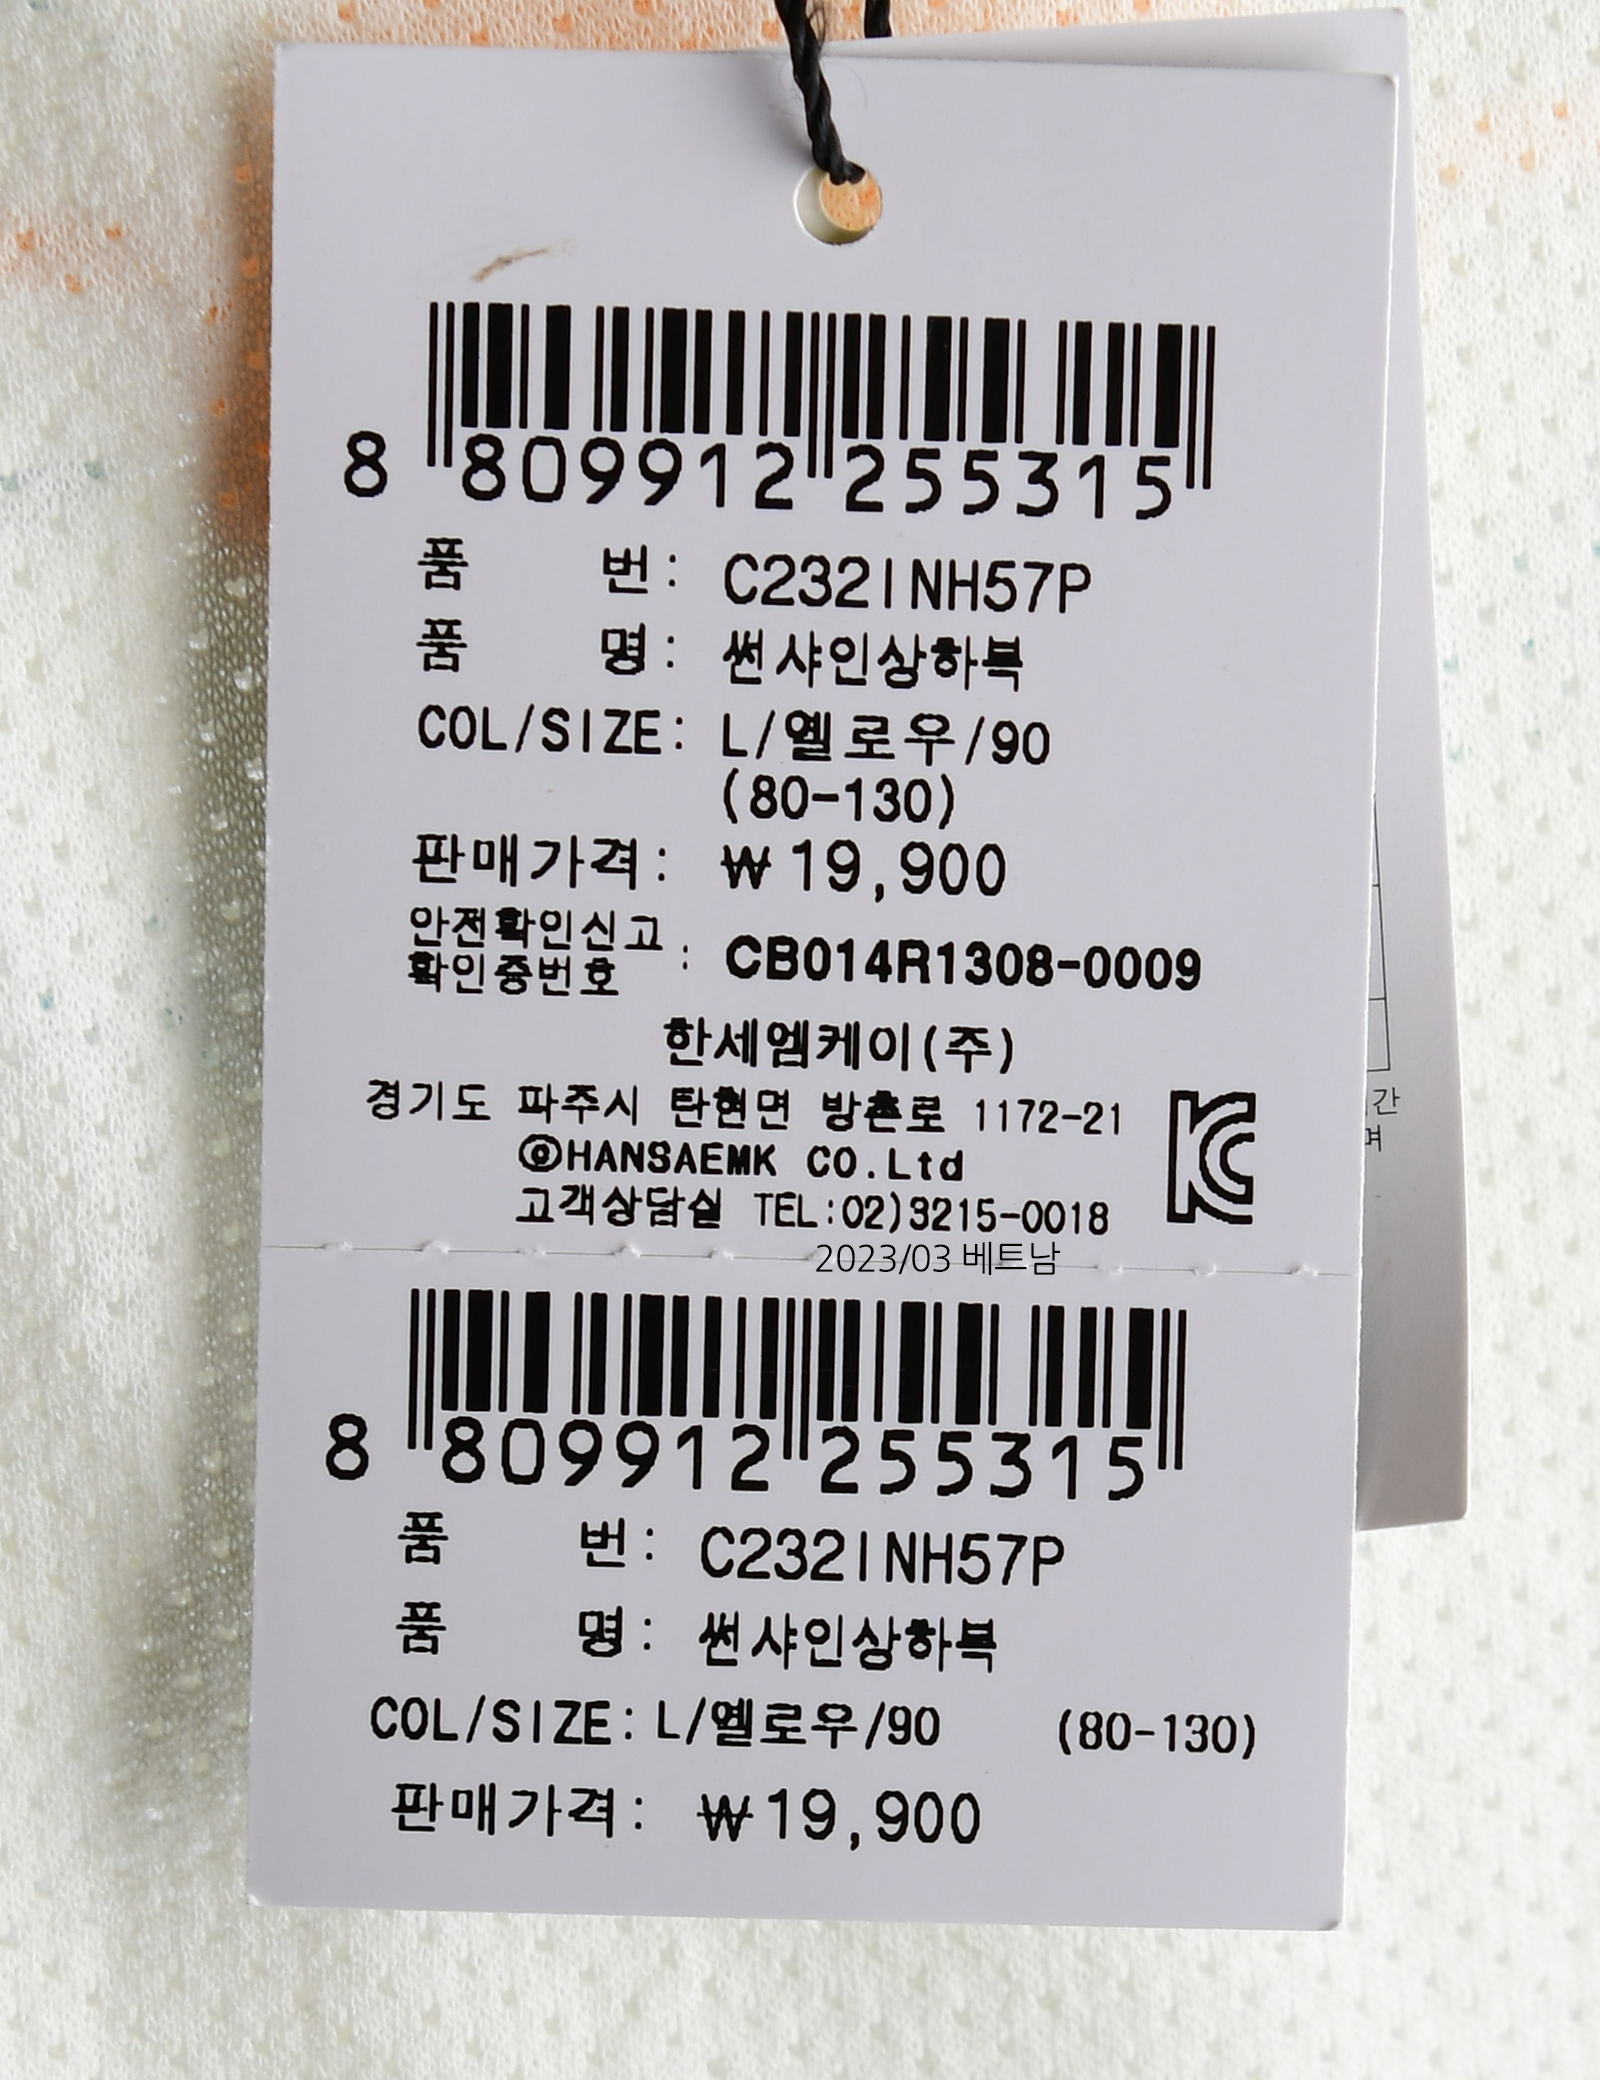 8 809912 255315
품 번: C232INH57P
품 명: 썬샤인상하복
COL/SIZE: L/옐로우/90
(80-130)
판매가격: ₩19,900
안전확인신고
확인증번호 : CB014R1308-0009
한세엠케이(주)
경기도 파주시 탄현면 방촌로 1172-21
©HANSAEMK CO.Ltd
고객상담실 TEL:02)3215-0018
KC
2023/03 베트남
8 809912 255315
품 번: C232INH57P
품 명: 썬샤인상하복
COL/SIZE: L/옐로우/90 (80-130)
판매가격: ₩19,900
간
며